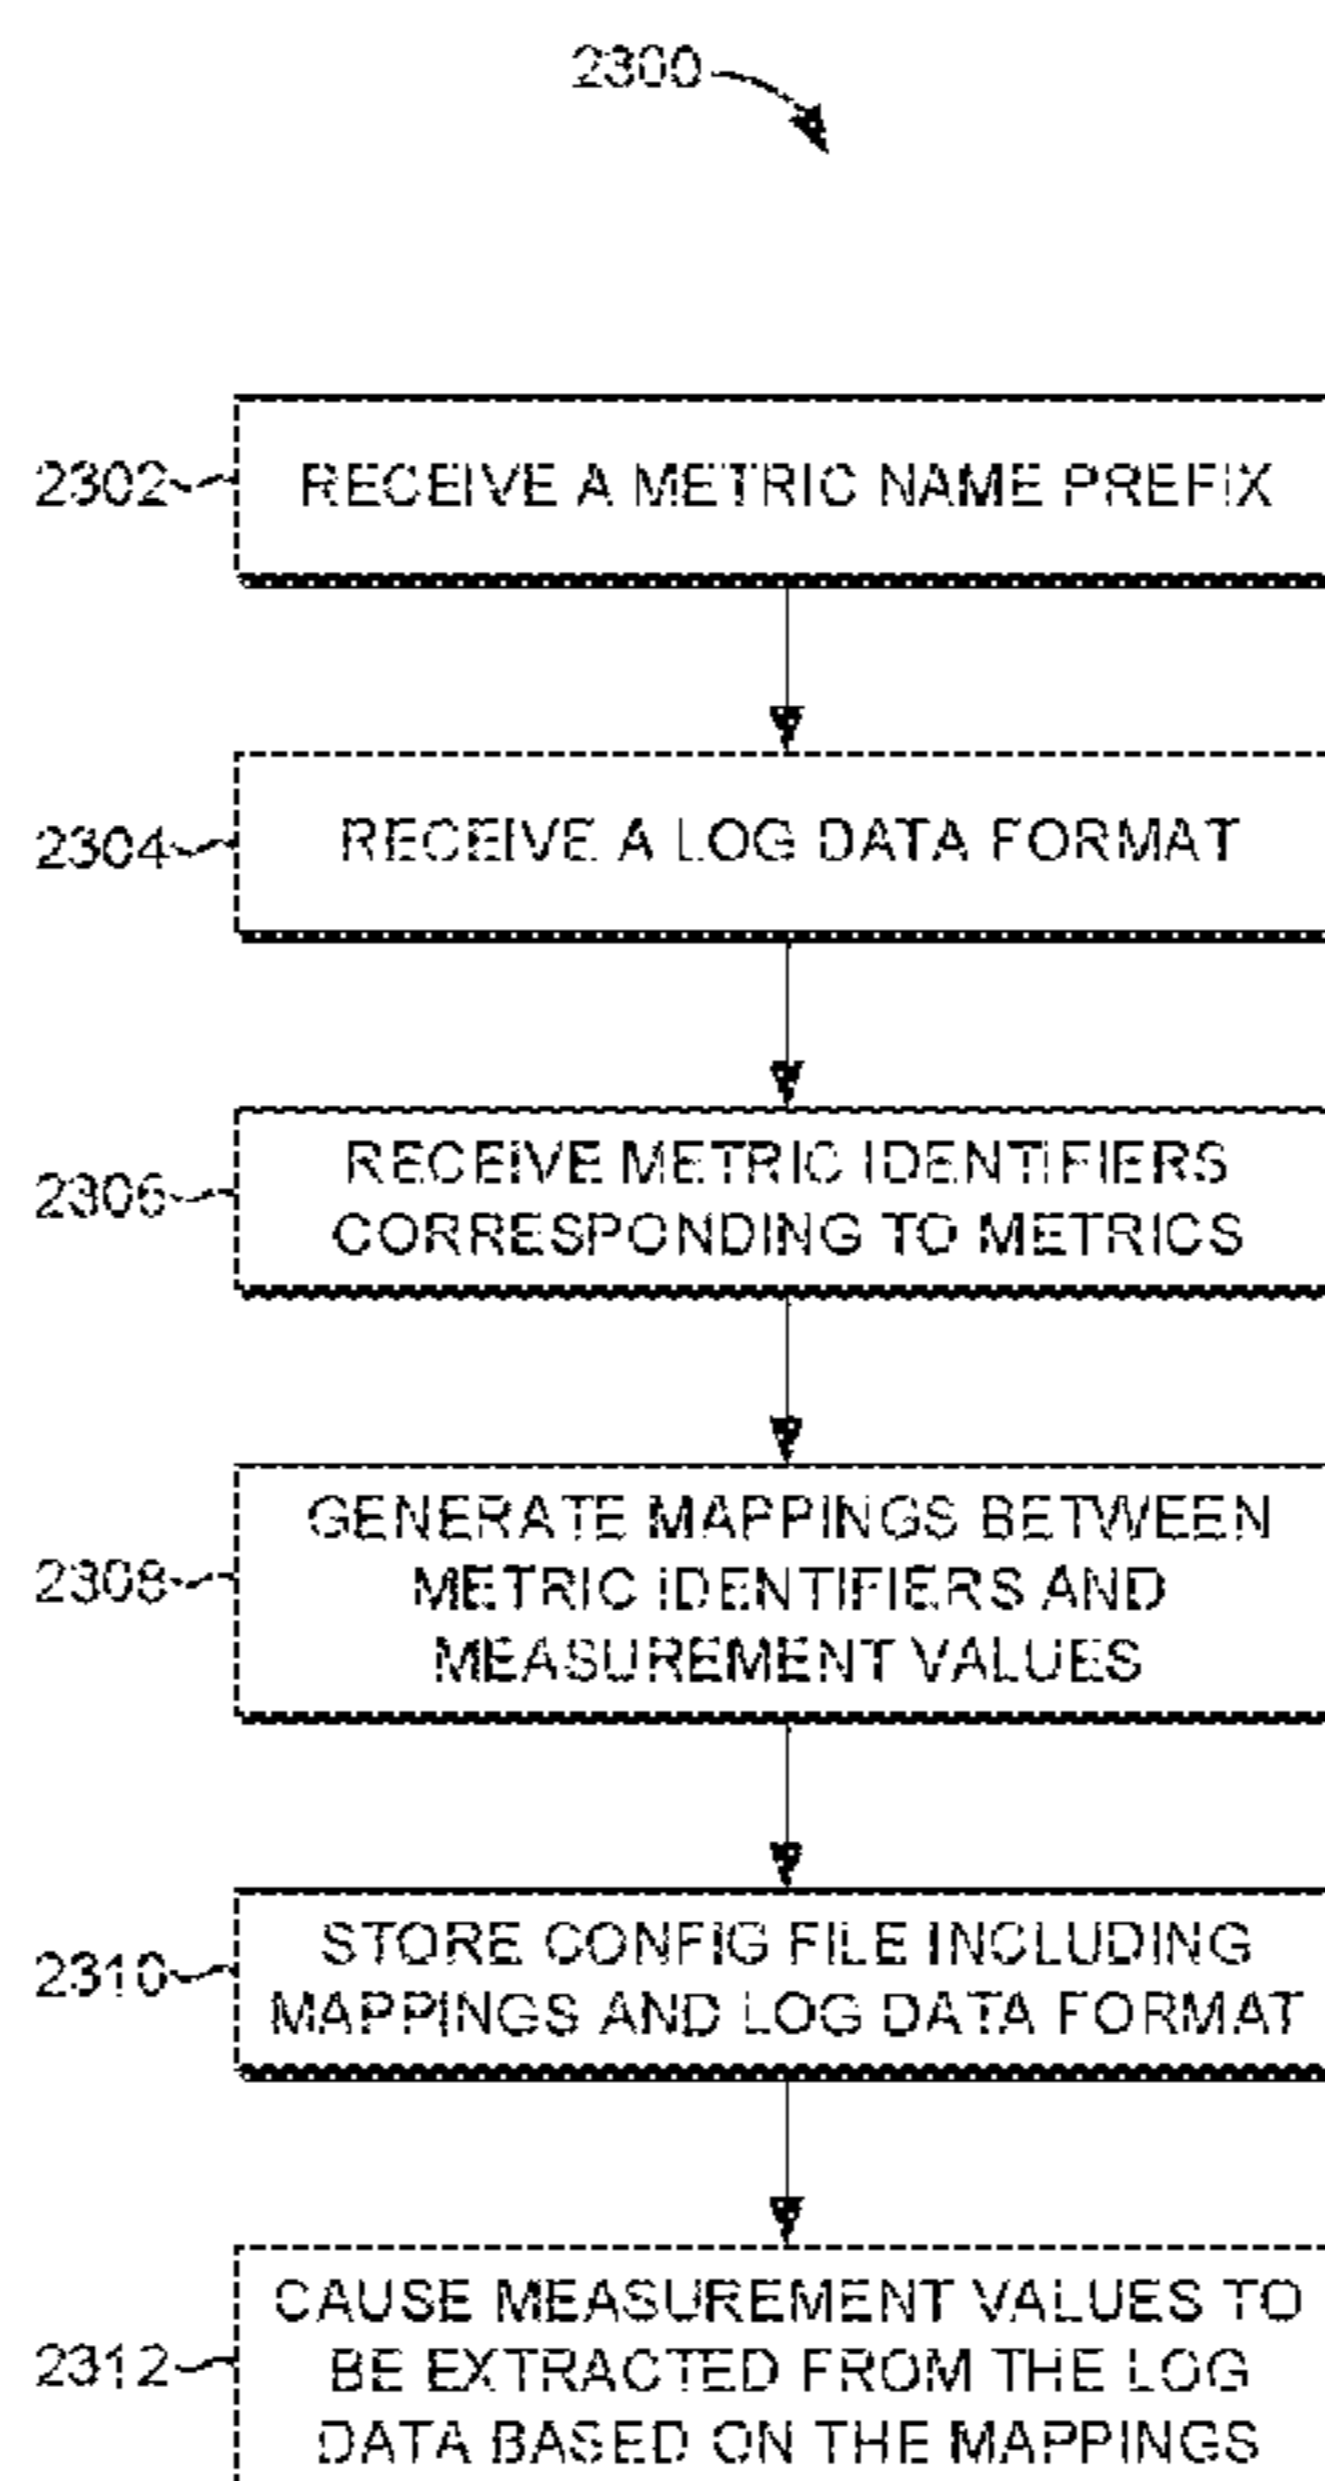 2300
2302
RECEIVE A METRIC NAME PREFIX
2304
RECEIVE A LOG DATA FORMAT
2306
RECEIVE METRIC IDENTIFIERS
CORRESPONDING TO METRICS
2308
GENERATE MAPPINGS BETWEEN
METRIC IDENTIFIERS AND
MEASUREMENT VALUES
2310
STORE CONFIG FILE INCLUDING
MAPPINGS AND LOG DATA FORMAT
2312
CAUSE MEASUREMENT VALUES TO
BE EXTRACTED FROM THE LOG
DATA BASED ON THE MAPPINGS